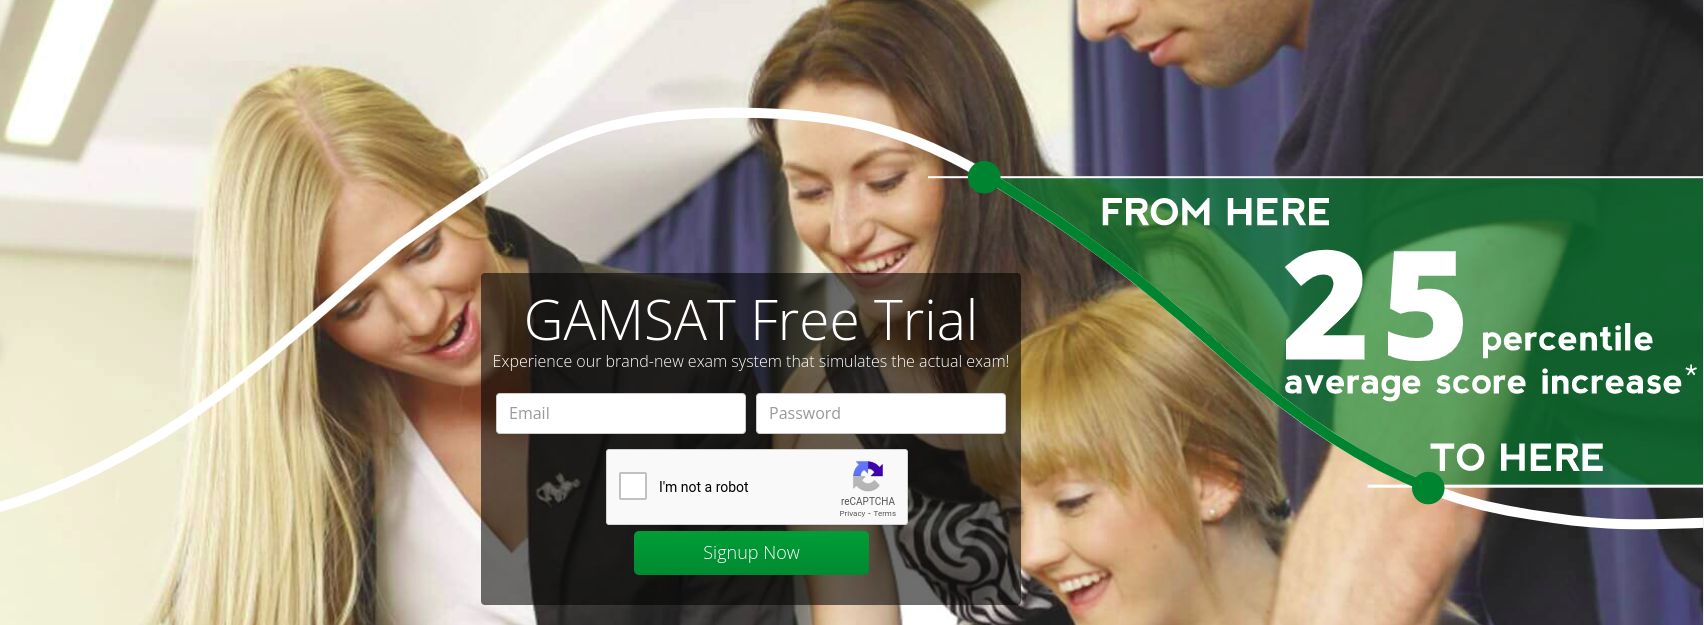 FROM HERE
25 percentile
average score increase*
TO HERE
GAMSAT Free Trial
Experience our brand-new exam system that simulates the actual exam!
Email
Password
I'm not a robot
reCAPTCHA
Privacy - Terms
Signup Now